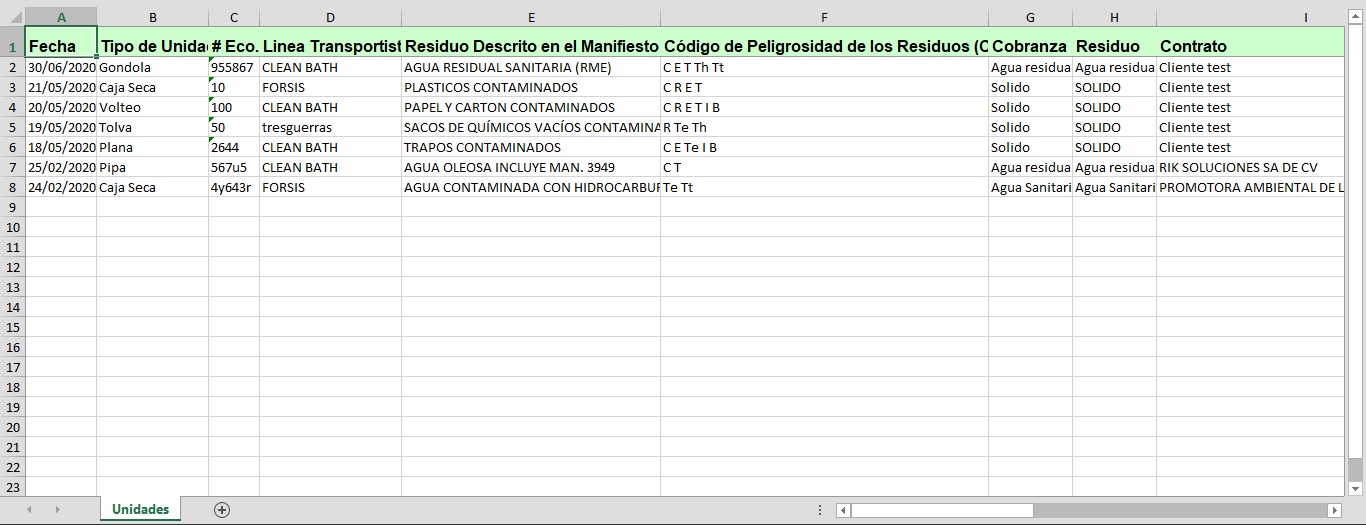 A B C D E F G H I
1 Fecha Tipo de Unida # Eco. Linea Transportist Residuo Descrito en el Manifiesto Código de Peligrosidad de los Residuos (C Cobranza Residuo Contrato
2 30/06/2020 Gondola 955867 CLEAN BATH AGUA RESIDUAL SANITARIA (RME) C E T Th Tt Agua residua Agua residua Cliente test
3 21/05/2020 Caja Seca 10 FORSIS PLASTICOS CONTAMINADOS C R E T Solido SOLIDO Cliente test
4 20/05/2020 Volteo 100 CLEAN BATH PAPEL Y CARTON CONTAMINADOS C R E T I B Solido SOLIDO Cliente test
5 19/05/2020 Tolva 50 tresguerras SACOS DE QUÍMICOS VACÍOS CONTAMINA R Te Th Solido SOLIDO Cliente test
6 18/05/2020 Plana 2644 CLEAN BATH TRAPOS CONTAMINADOS C E Te I B Solido SOLIDO Cliente test
7 25/02/2020 Pipa 567u5 CLEAN BATH AGUA OLEOSA INCLUYE MAN. 3949 C T Agua residua Agua residua RIK SOLUCIONES SA DE CV
8 24/02/2020 Caja Seca 4y643r FORSIS AGUA CONTAMINADA CON HIDROCARBUR Te Tt Agua Sanitari Agua Sanitari PROMOTORA AMBIENTAL DE L
9
10
11
12
13
14
15
16
17
18
19
20
21
22
23
Unidades